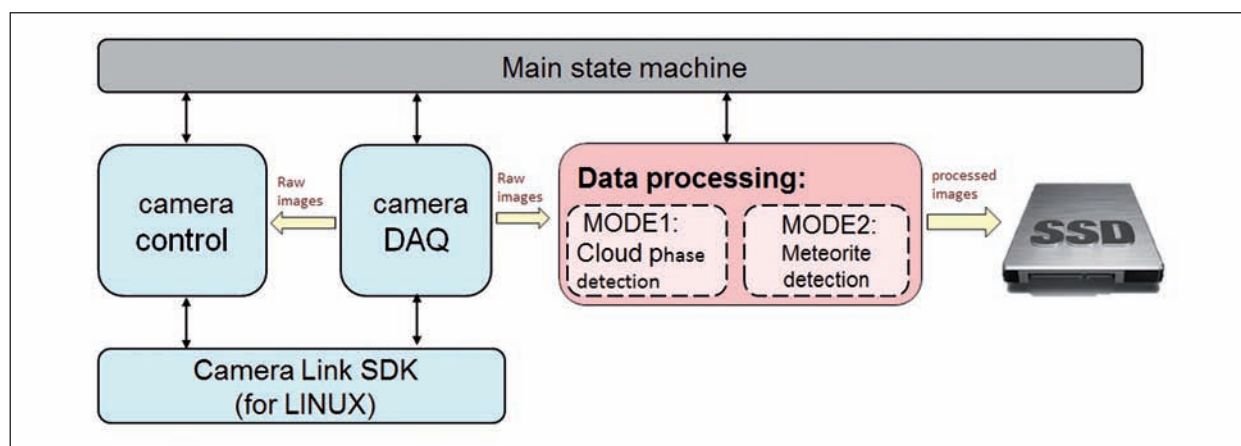 Main state machine
camera
control
Raw
images
camera
DAQ
Raw
images
Data processing:
MODE1:
Cloud phase
detection
MODE2:
Meteorite
detection
processed
images
SSD
Camera Link SDK
(for LINUX)